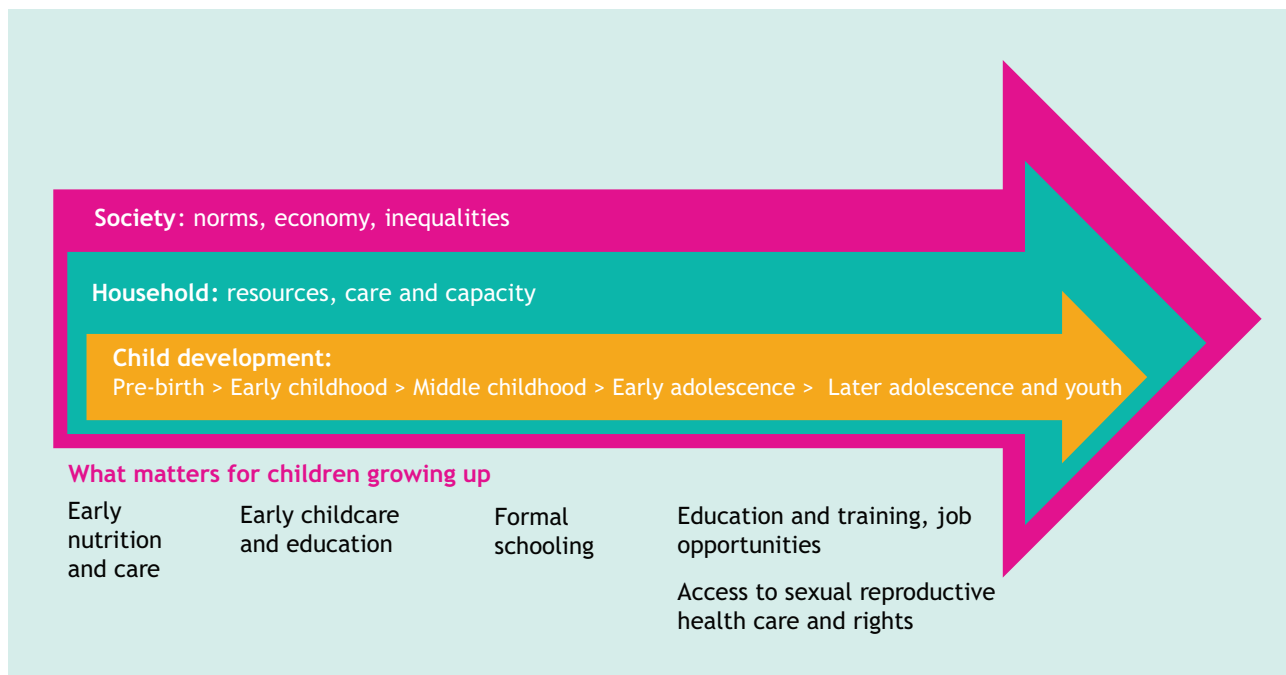 Society: norms, economy, inequalities
Household: resources, care and capacity
Child development:
Pre-birth > Early childhood > Middle childhood > Early adolescence > Later adolescence and youth
What matters for children growing up
Early
nutrition
and care
Early childcare
and education
Formal
schooling
Education and training, job
opportunities
Access to sexual reproductive
health care and rights